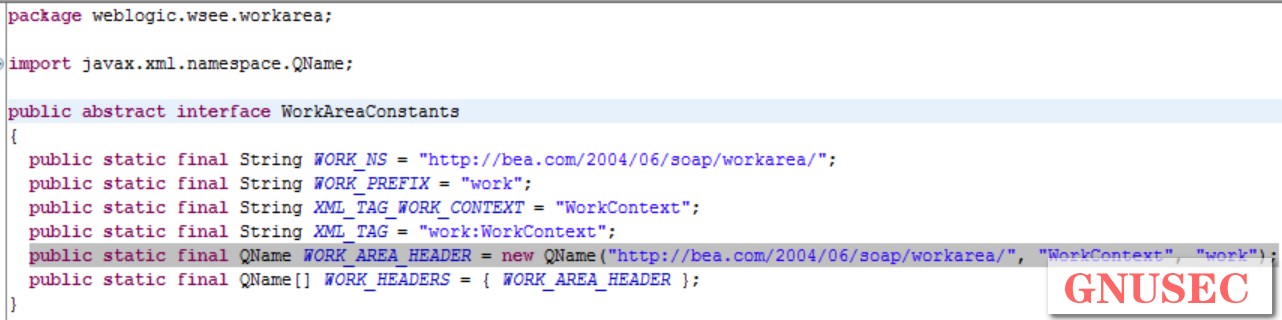 package weblogic.wsee.workarea;
import javax.xml.namespace.QName;
public abstract interface WorkAreaConstants
{
public static final String WORK_NS = "http://bea.com/2004/06/soap/workarea/";
public static final String WORK_PREFIX = "work";
public static final String XML_TAG_WORK_CONTEXT = "WorkContext";
public static final String XML_TAG = "work:WorkContext";
public static final QName WORK_AREA_HEADER = new QName("http://bea.com/2004/06/soap/workarea/", "WorkContext", "work");
public static final QName[] WORK_HEADERS = { WORK_AREA_HEADER };
}
GNUSEC